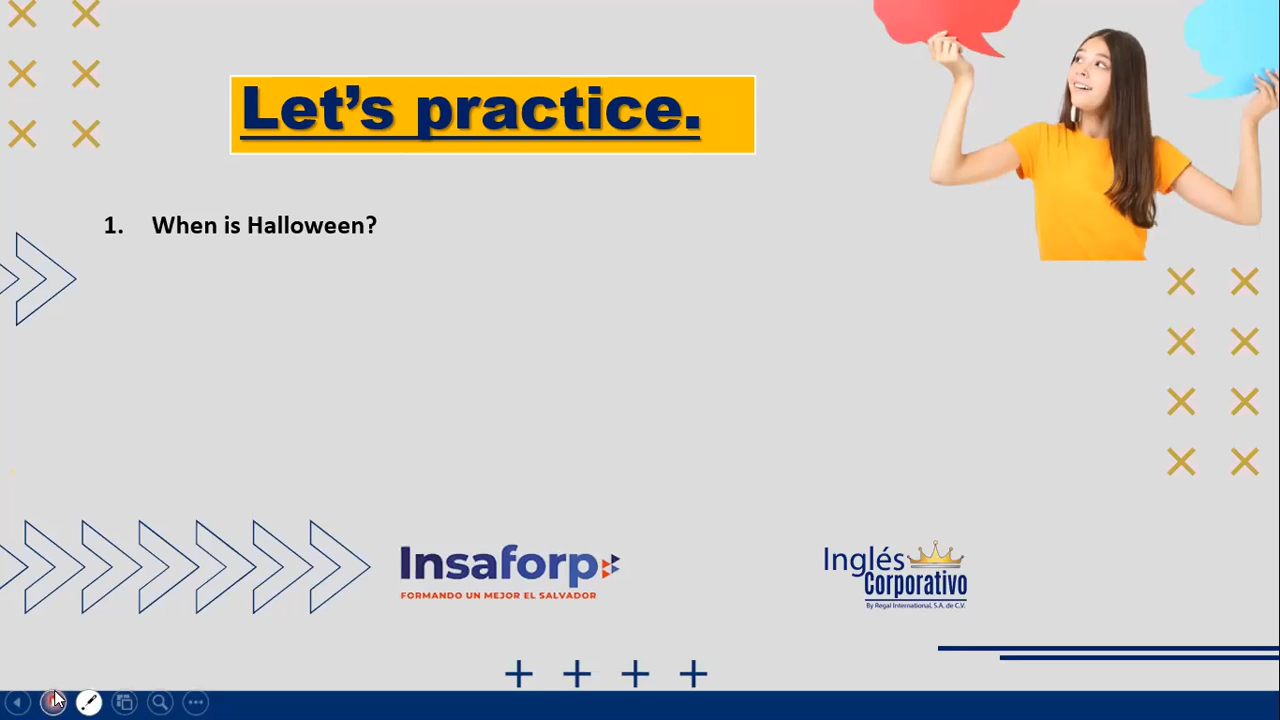 Let’s practice.
1. When is Halloween?
Insaforp
FORMANDO UN MEJOR EL SALVADOR
Inglés
Corporativo
By Regal International, S.A. de C.V.